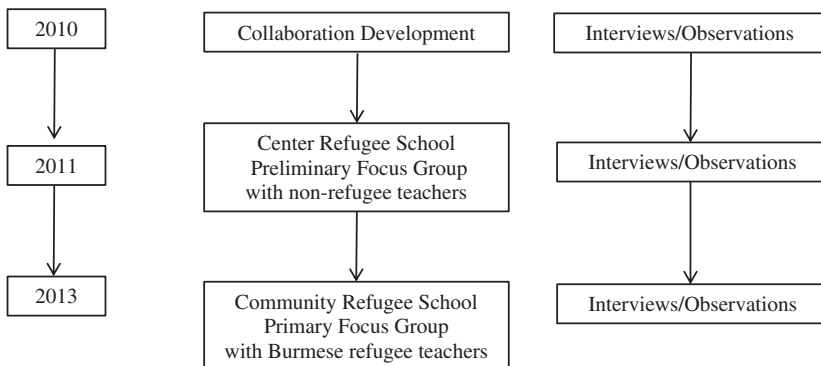 2010
Collaboration Development
Interviews/Observations
2011
Center Refugee School
Preliminary Focus Group
with non-refugee teachers
Interviews/Observations
2013
Community Refugee School
Primary Focus Group
with Burmese refugee teachers
Interviews/Observations